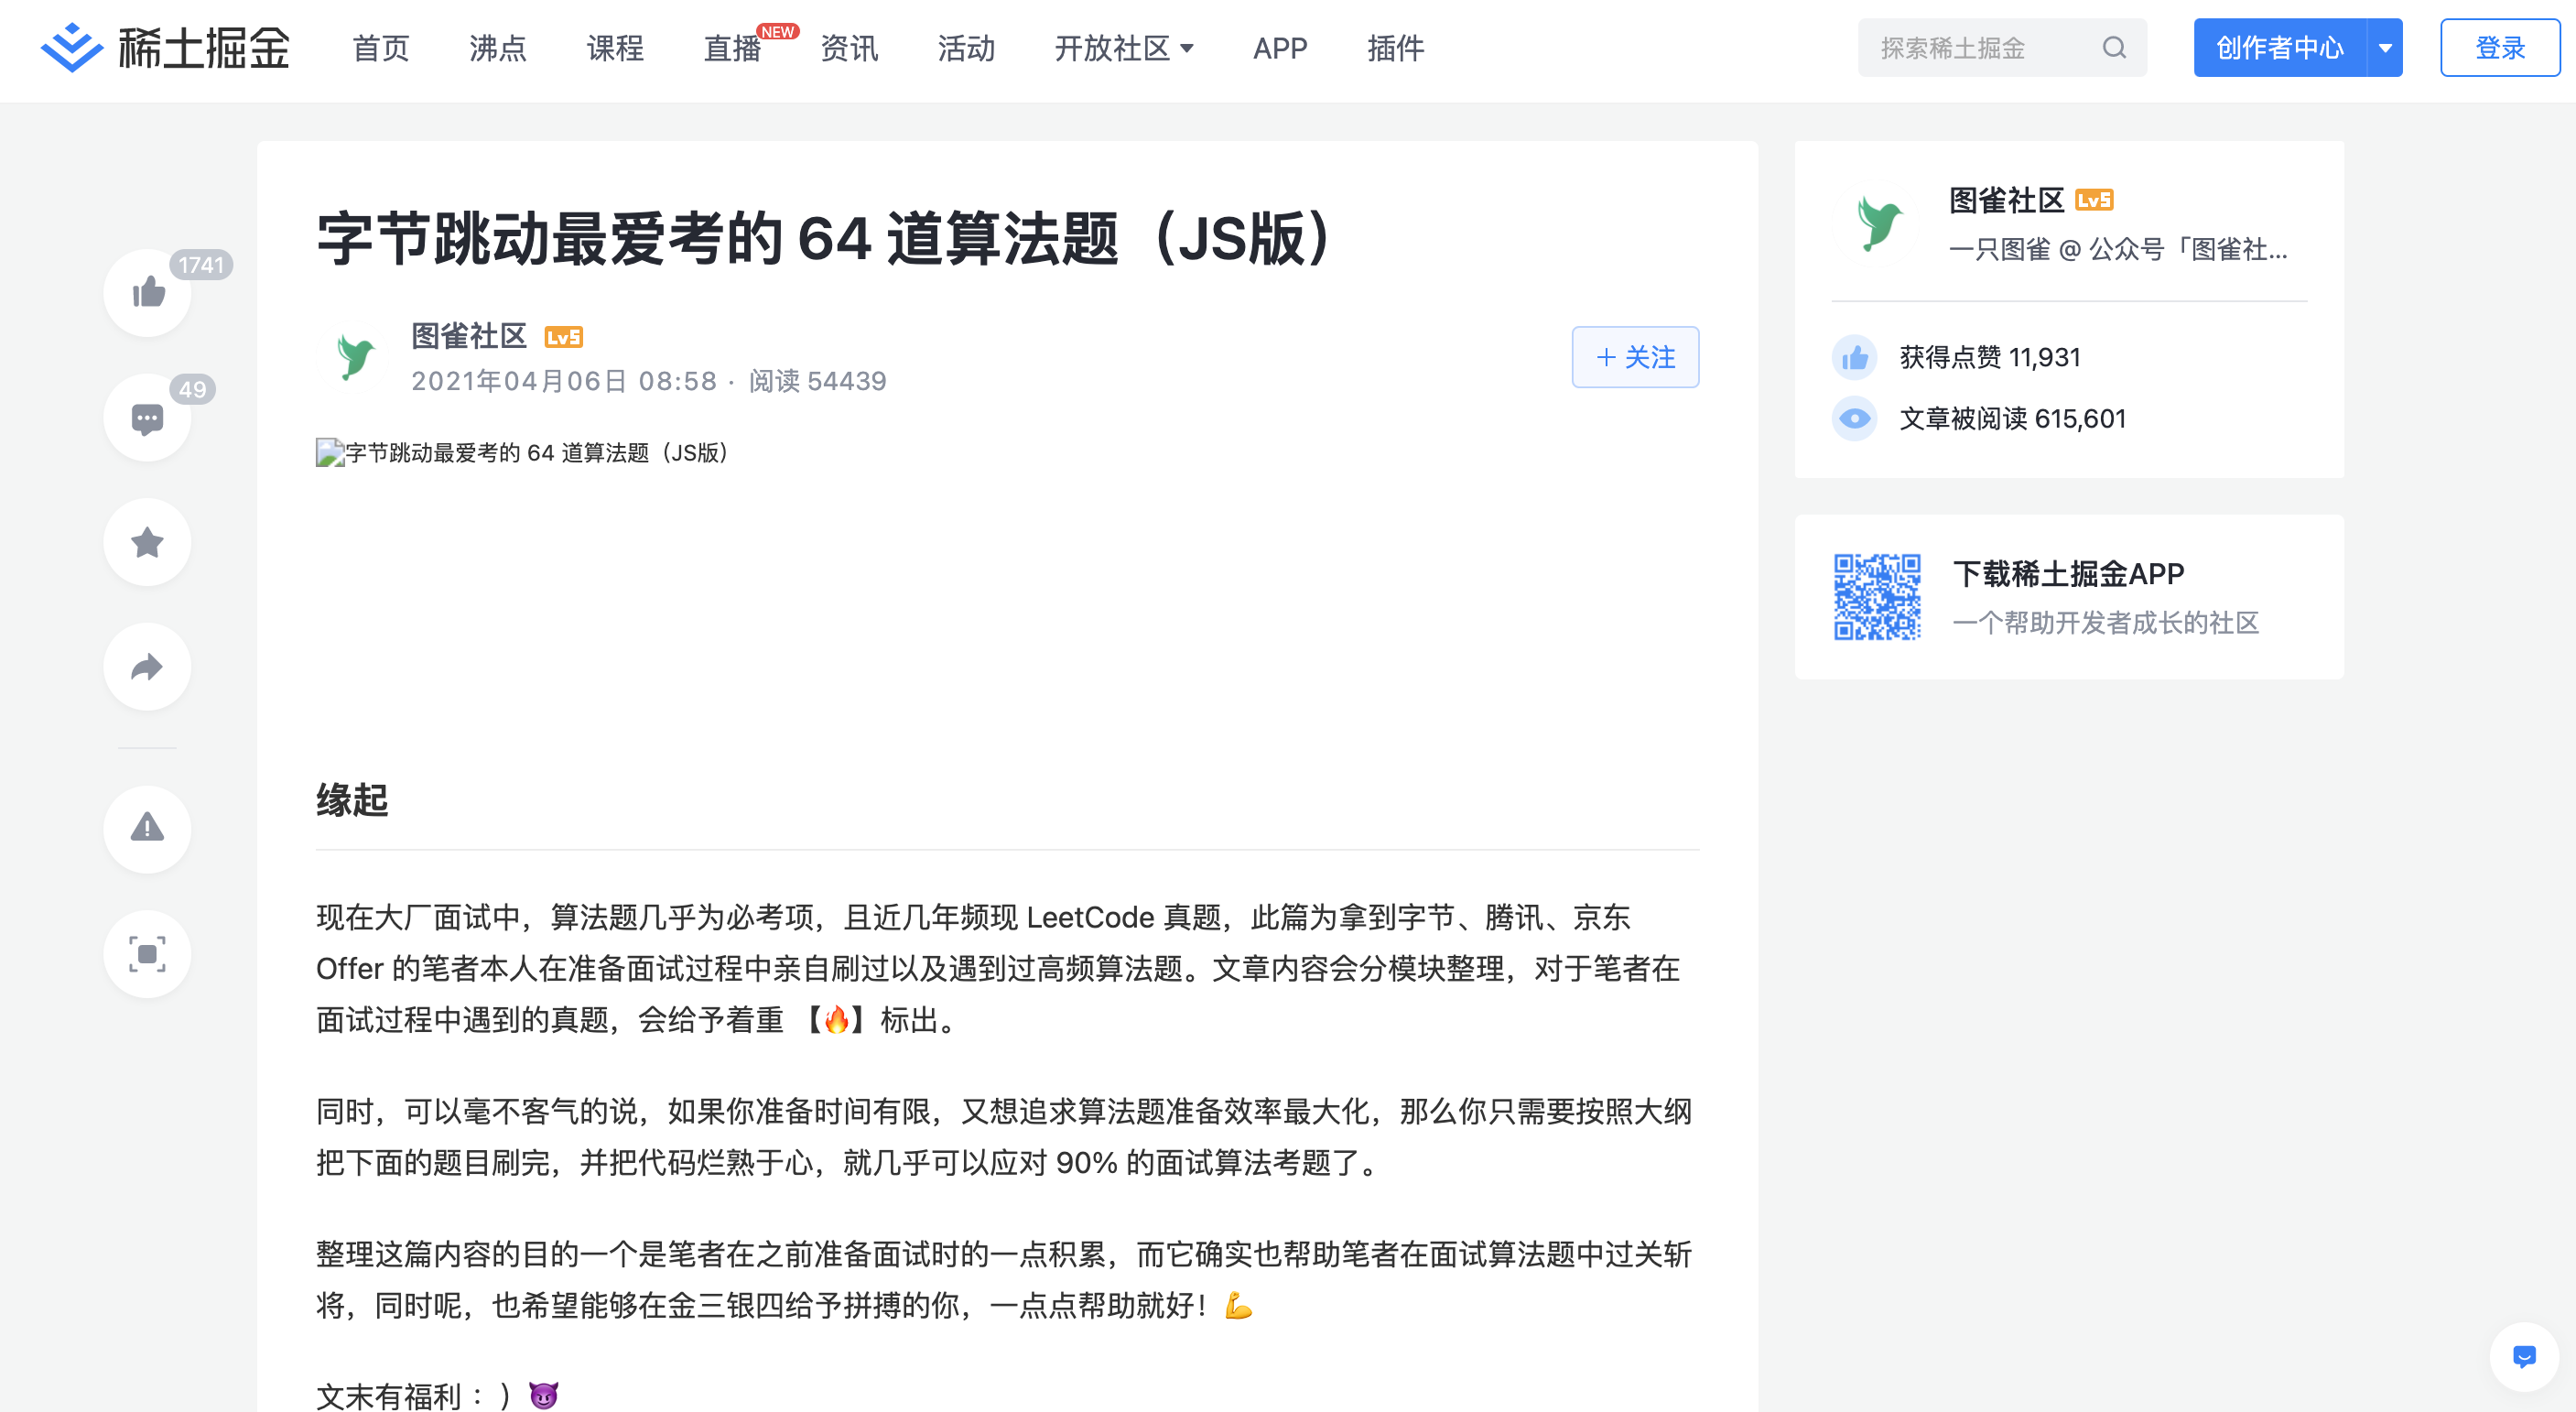 稀土掘金 首页 沸点 课程 直播 NEW 资讯 活动 开放社区 APP 插件 探索稀土掘金 创作者中心 登录
字节跳动最爱考的 64 道算法题（JS版）
1741
49
图雀社区 Lv5
2021年04月06日 08:58 · 阅读 54439
+ 关注
字节跳动最爱考的 64 道算法题（JS版）
缘起
现在大厂面试中，算法题几乎为必考项，且近几年频现 LeetCode 真题，此篇为拿到字节、腾讯、京东
Offer 的笔者本人在准备面试过程中亲自刷过以及遇到过高频算法题。文章内容会分模块整理，对于笔者在
面试过程中遇到的真题，会给予着重 【🔥】标出。
同时，可以毫不客气的说，如果你准备时间有限，又想追求算法题准备效率最大化，那么你只需要按照大纲
把下面的题目刷完，并把代码烂熟于心，就几乎可以应对 90% 的面试算法考题了。
整理这篇内容的目的一个是笔者在之前准备面试时的一点积累，而它确实也帮助笔者在面试算法题中过关斩
将，同时呢，也希望能够在金三银四给予拼搏的你，一点点帮助就好！💪
文末有福利 ：）😈
图雀社区 Lv5
一只图雀 @ 公众号「图雀社...
获得点赞 11,931
文章被阅读 615,601
下载稀土掘金APP
一个帮助开发者成长的社区